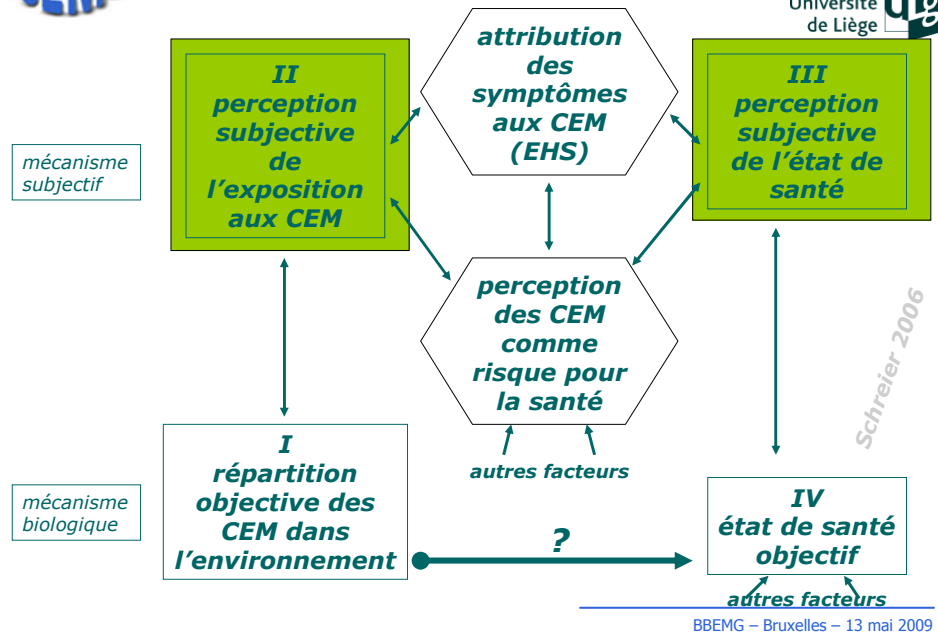 Université
de Liège
II
perception
subjective
de
l'exposition
aux CEM
attribution
des
symptômes
aux CEM
(EHS)
III
perception
subjective
de l'état de
santé
mécanisme
subjectif
perception
des CEM
comme
risque pour
la santé
autres facteurs
Schreier 2006
mécanisme
biologique
I
répartition
objective des
CEM dans
l'environnement
?
IV
état de santé
objectif
autres facteurs
BBEMG – Bruxelles – 13 mai 2009